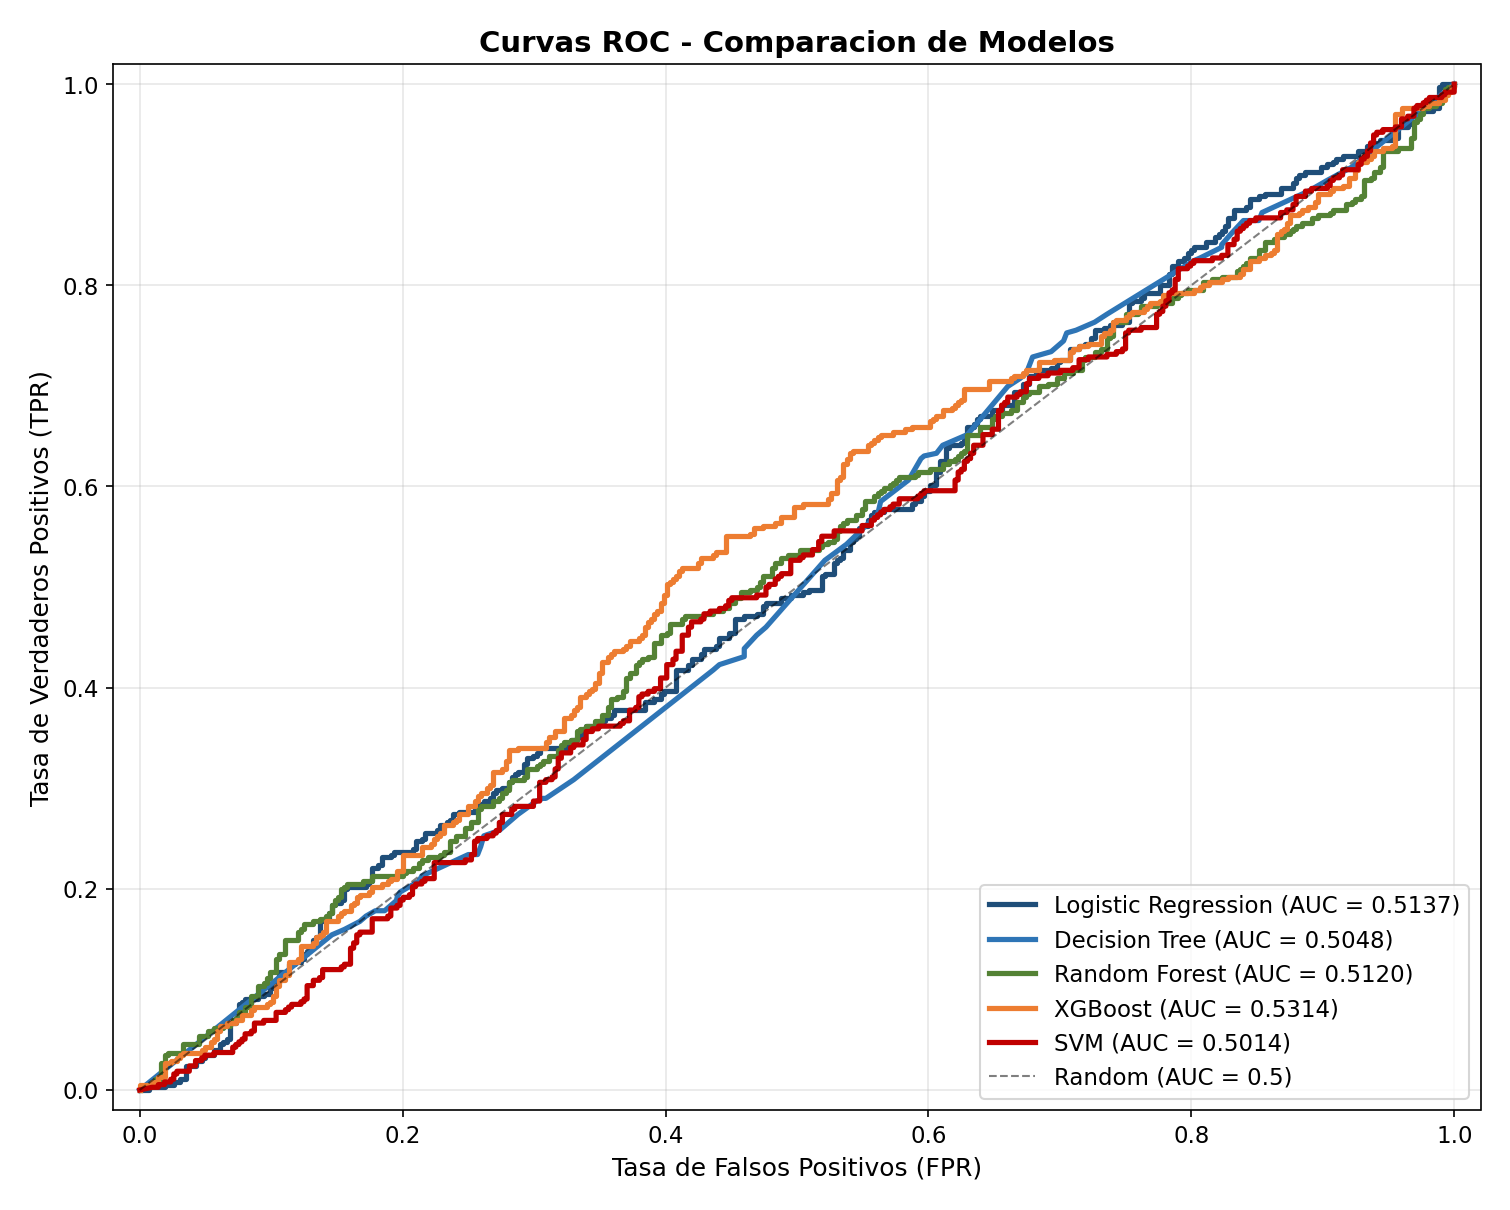 Curvas ROC - Comparacion de Modelos
1.0
0.8
0.6
0.4
0.2
0.0
Tasa de Verdaderos Positivos (TPR)
Logistic Regression (AUC = 0.5137)
Decision Tree (AUC = 0.5048)
Random Forest (AUC = 0.5120)
XGBoost (AUC = 0.5314)
SVM (AUC = 0.5014)
Random (AUC = 0.5)
0.0 0.2 0.4 0.6 0.8 1.0
Tasa de Falsos Positivos (FPR)